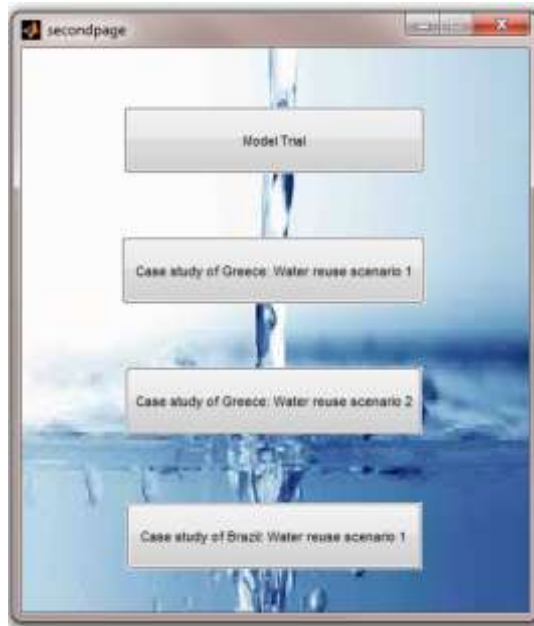 secondpage
Model Trial
Case study of Greece: Water reuse scenario 1
Case study of Greece: Water reuse scenario 2
Case study of Brazil: Water reuse scenario 1